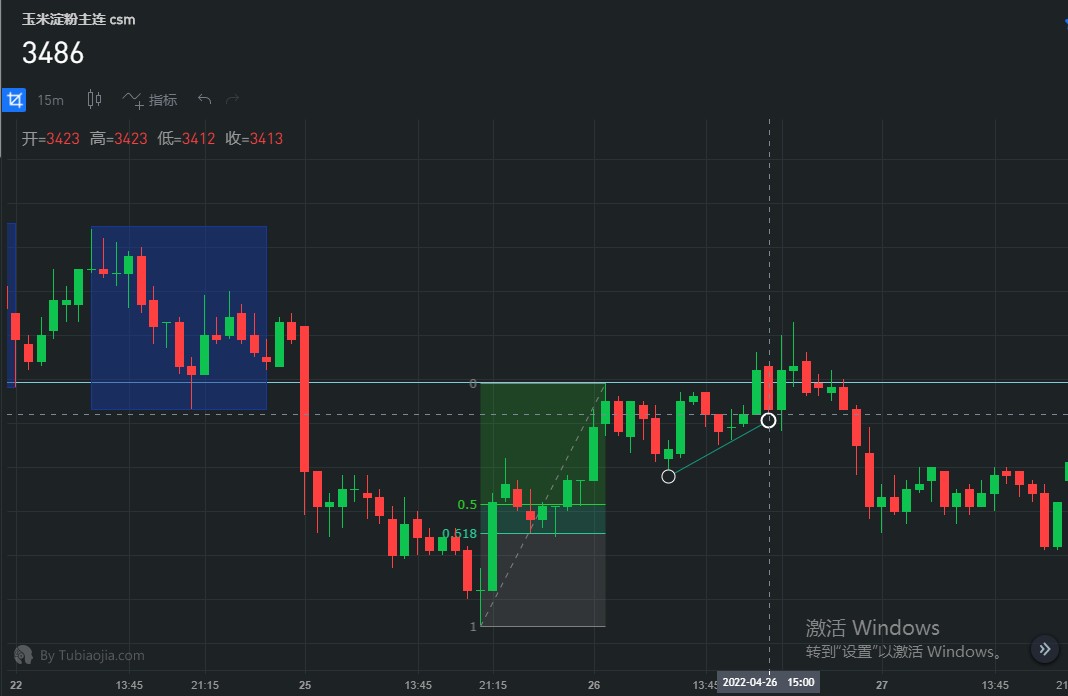 玉米淀粉主连 csm
3486
15m 指标
开=3423 高=3423 低=3412 收=3413
0
0.5
0.618
1
激活 Windows
转到"设置"以激活 Windows。
By Tubiaojia.com
22 13:45 21:15 25 13:45 21:15 26 13:45 2022-04-26 15:00 27 13:45 21